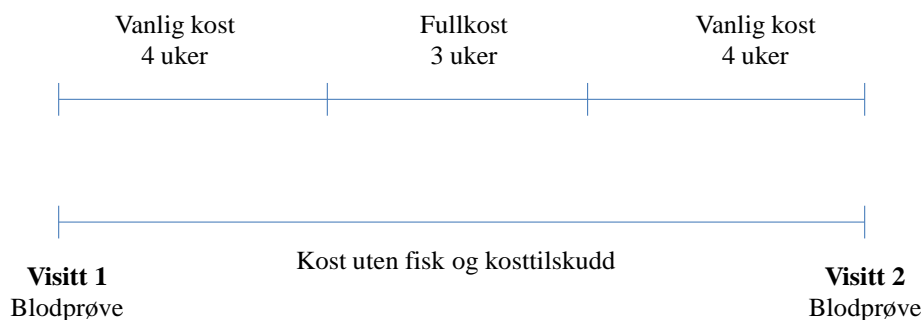 Vanlig kost
4 uker
Fullkost
3 uker
Vanlig kost
4 uker
Kost uten fisk og kosttilskudd
Visitt 1
Blodprøve
Visitt 2
Blodprøve